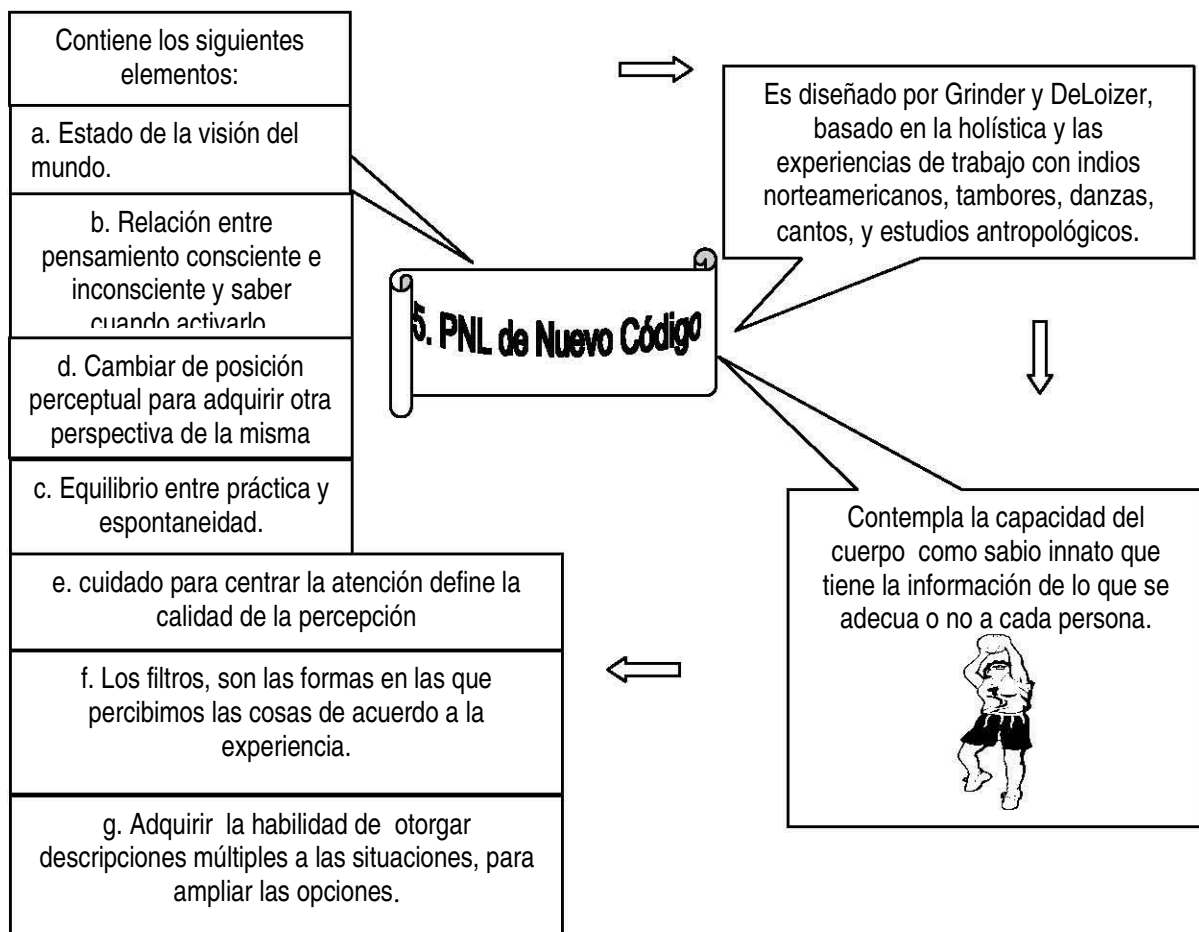 Contiene los siguientes
elementos:
a. Estado de la visión del
mundo.
b. Relación entre
pensamiento consciente e
inconsciente y saber
cuando activarlo
d. Cambiar de posición
perceptual para adquirir otra
perspectiva de la misma
c. Equilibrio entre práctica y
espontaneidad.
e. cuidado para centrar la atención define la
calidad de la percepción
f. Los filtros, son las formas en las que
percibimos las cosas de acuerdo a la
experiencia.
g. Adquirir la habilidad de otorgar
descripciones múltiples a las situaciones, para
ampliar las opciones.
5. PNL de Nuevo Código
Es diseñado por Grinder y DeLoizer,
basado en la holística y las
experiencias de trabajo con indios
norteamericanos, tambores, danzas,
cantos, y estudios antropológicos.
Contempla la capacidad del
cuerpo como sabio innato que
tiene la información de lo que se
adecua o no a cada persona.